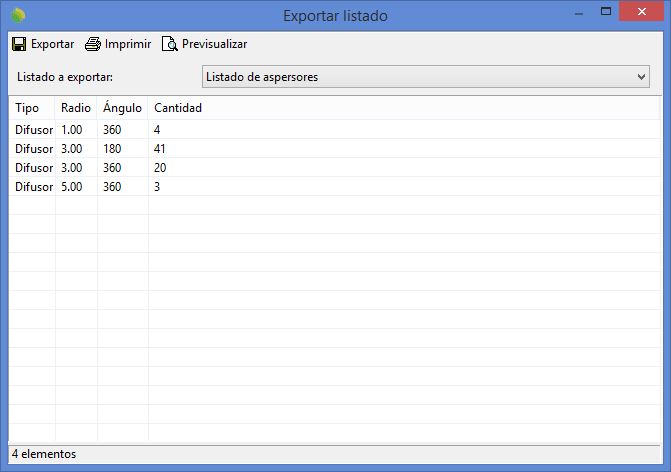 Exportar listado
Exportar Imprimir Previsualizar
Listado a exportar: Listado de aspersores
Tipo Radio Ángulo Cantidad
Difusor 1.00 360 4
Difusor 3.00 180 41
Difusor 3.00 360 20
Difusor 5.00 360 3
4 elementos